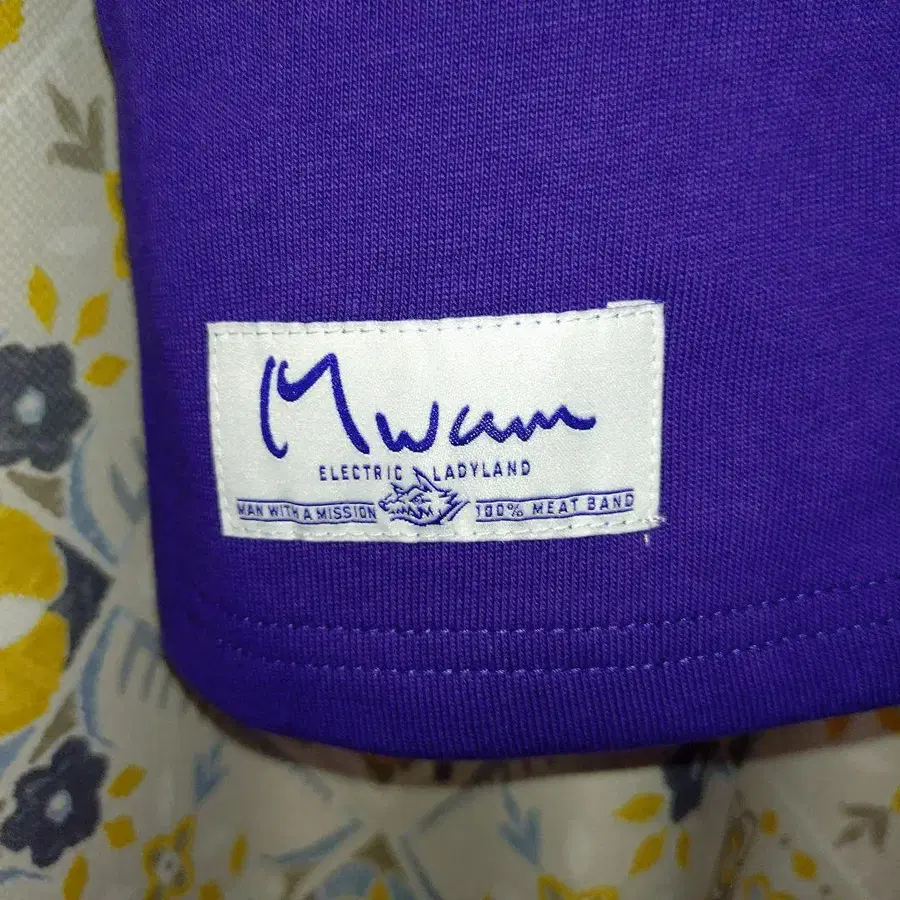 Mwam
ELECTRIC LADYLAND
MAN WITH A MISSION 100% MEAT BAND